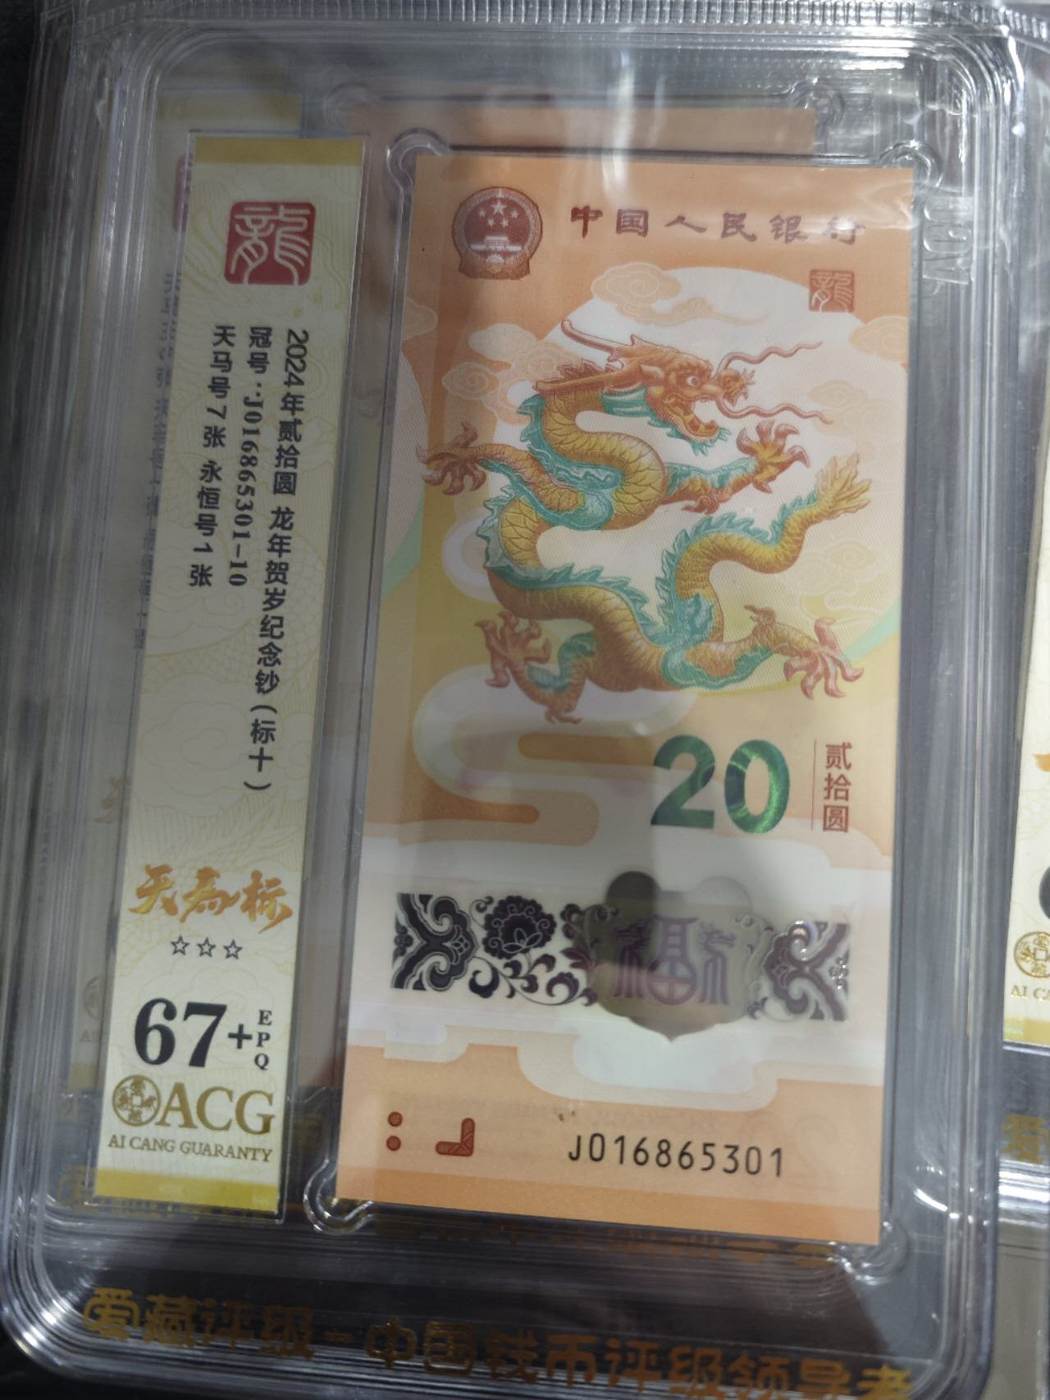 龍
2024年贰拾圆 龙年贺岁纪念钞（标十）
冠号：J016865301-10
天马号7张 永恒号1张
天为标
☆☆☆
67+EPQ
ACG
AI CANG GUARANTY
中国人民银行
龍
20
贰拾圆
福
J016865301
爱藏评级-中国钱币评级领导者
AI C